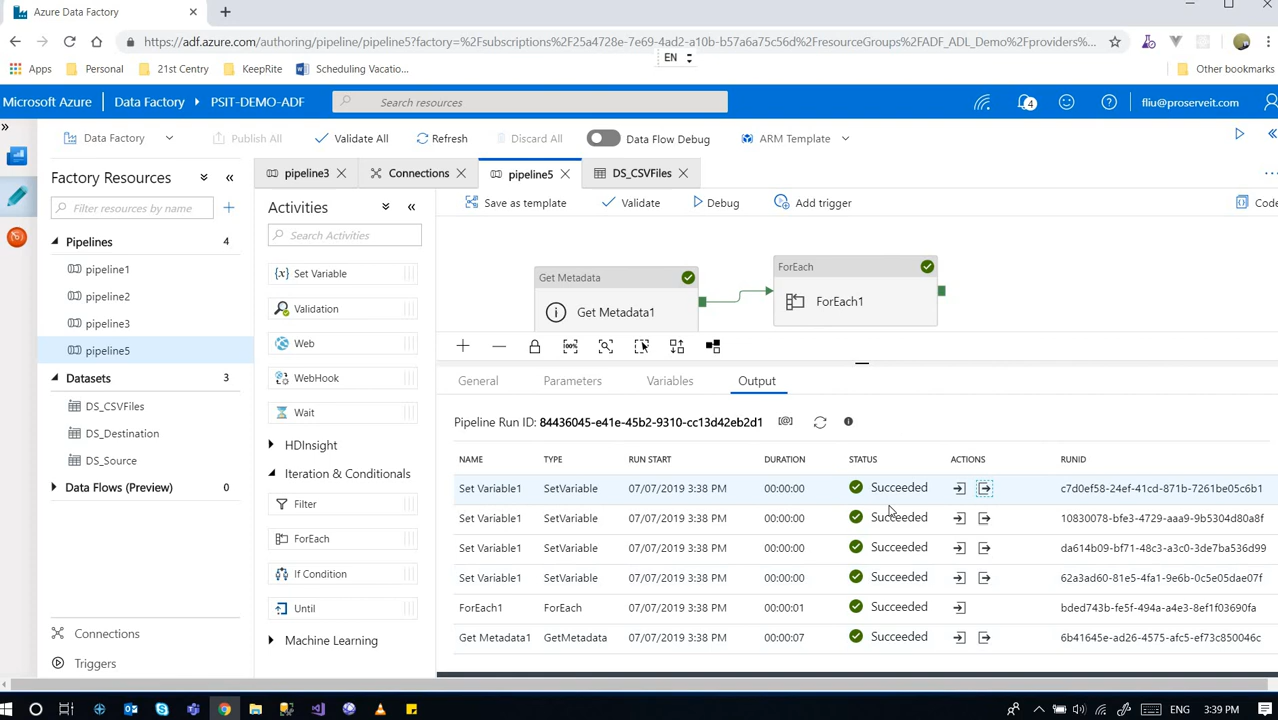 Azure Data Factory
https://adf.azure.com/authoring/pipeline/pipeline5?factory=%2Fsubscriptions%2F25a4728e-7e69-4ad2-a10b-b57a6a75c56d%2FresourceGroups%2FADF_ADL_Demo%2Fproviders%...
EN
Apps Personal 21st Centry KeepRite Scheduling Vacatio... Other bookmarks
Microsoft Azure Data Factory PSIT-DEMO-ADF Search resources 4 fliu@proserveit.com
Data Factory Publish All Validate All Refresh Discard All Data Flow Debug ARM Template
Factory Resources
Filter resources by name
Pipelines 4
pipeline1
pipeline2
pipeline3
pipeline5
Datasets 3
DS_CSVFiles
DS_Destination
DS_Source
Data Flows (Preview) 0
Connections
Triggers
pipeline3 Connections pipeline5 DS_CSVFiles
Activities
Search Activities
Set Variable
Validation
Web
WebHook
Wait
HDInsight
Iteration & Conditionals
Filter
ForEach
If Condition
Until
Machine Learning
Save as template Validate Debug Add trigger Code
Get Metadata
Get Metadata1
ForEach
ForEach1
100%
General Parameters Variables Output
Pipeline Run ID: 84436045-e41e-45b2-9310-cc13d42eb2d1
NAME TYPE RUN START DURATION STATUS ACTIONS RUNID
Set Variable1 SetVariable 07/07/2019 3:38 PM 00:00:00 Succeeded c7d0ef58-24ef-41cd-871b-7261be05c6b1
Set Variable1 SetVariable 07/07/2019 3:38 PM 00:00:00 Succeeded 10830078-bfe3-4729-aaa9-9b5304d80a8f
Set Variable1 SetVariable 07/07/2019 3:38 PM 00:00:00 Succeeded da614b09-bf71-48c3-a3c0-3de7ba536d99
Set Variable1 SetVariable 07/07/2019 3:38 PM 00:00:00 Succeeded 62a3ad60-81e5-4fa1-9e6b-0c5e05dae07f
ForEach1 ForEach 07/07/2019 3:38 PM 00:00:01 Succeeded bded743b-fe5f-494a-a4e3-8ef1f03690fa
Get Metadata1 GetMetadata 07/07/2019 3:38 PM 00:00:07 Succeeded 6b41645e-ad26-4575-afc5-ef73c850046c
ENG 3:39 PM